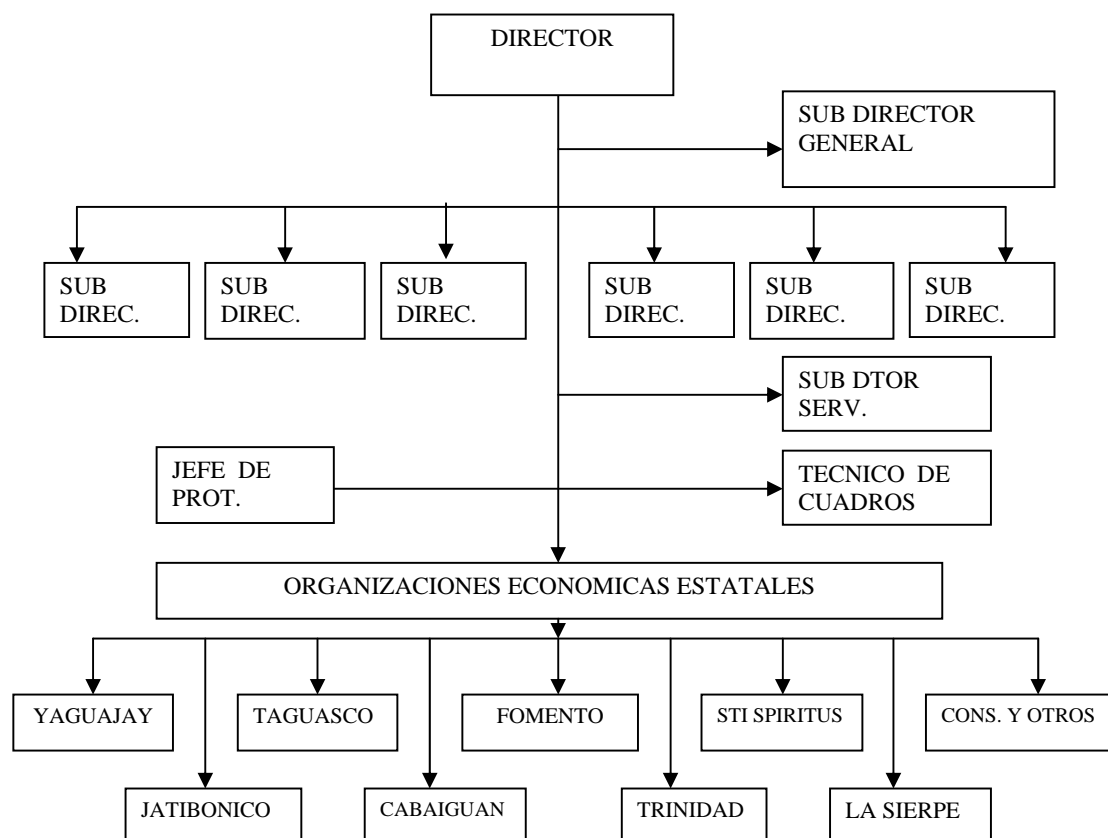 DIRECTOR
SUB DIRECTOR
GENERAL
SUB
DIREC.
SUB
DIREC.
SUB
DIREC.
SUB
DIREC.
SUB
DIREC.
SUB
DIREC.
SUB DTOR
SERV.
JEFE DE
PROT.
TECNICO DE
CUADROS
ORGANIZACIONES ECONOMICAS ESTATALES
YAGUAJAY
TAGUASCO
FOMENTO
STI SPIRITUS
CONS. Y OTROS
JATIBONICO
CABAIGUAN
TRINIDAD
LA SIERPE